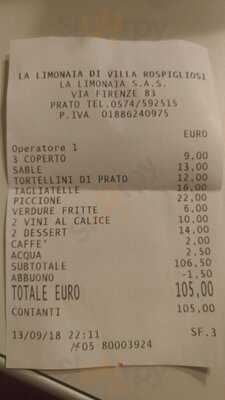 LA LIMONAIA DI VILLA ROSPIGLIOSI
LA LIMONAIA S.A.S.
VIA FIRENZE 83
PRATO TEL.0574/592515
P.IVA 01886240975
EURO
Operatore 1
3 COPERTO 9,00
SABLE 13,00
TORTELLINI DI PRATO 12,00
TAGLIATELLE 16,00
PICCIONE 22,00
VERDURE FRITTE 6,00
2 VINI AL CALICE 10,00
2 DESSERT 14,00
CAFFE' 2,00
ACQUA 2,50
SUBTOTALE 106,50
ABBUONO -1,50
TOTALE EURO 105,00
CONTANTI 105,00
13/09/18 22:11 SF.3
05 80003924